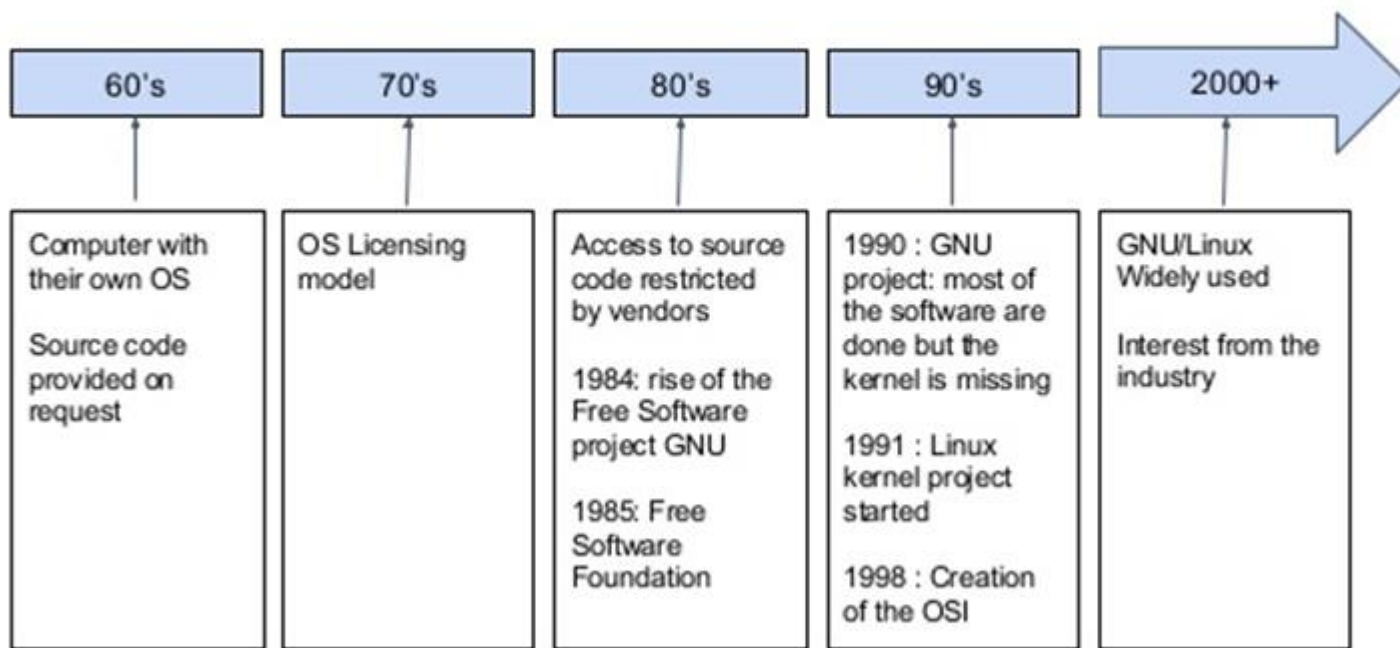 60's
70's
80's
90's
2000+
Computer with
their own OS
Source code
provided on
request
OS Licensing
model
Access to source
code restricted
by vendors
1984: rise of the
Free Software
project GNU
1985: Free
Software
Foundation
1990 : GNU
project: most of
the software are
done but the
kernel is missing
1991 : Linux
kernel project
started
1998 : Creation
of the OSI
GNU/Linux
Widely used
Interest from the
industry